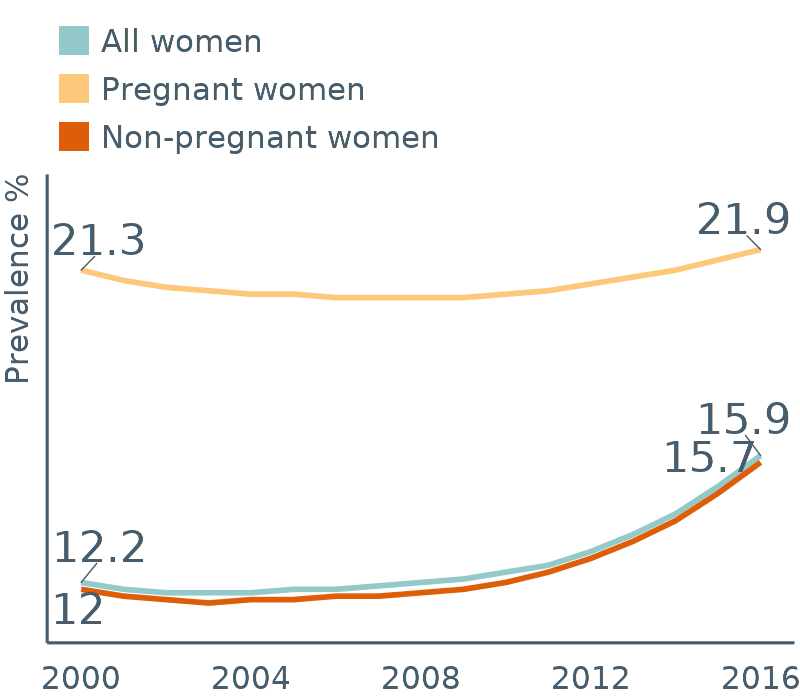 All women
Pregnant women
Non-pregnant women
Prevalence %
21.3
21.9
15.9
15.7
12.2
12
2000 2004 2008 2012 2016